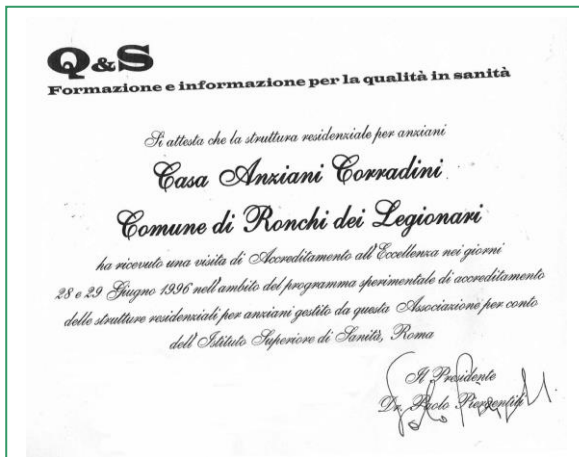 Q&S
Formazione e informazione per la qualità in sanità
Si attesta che la struttura residenziale per anziani
Casa Anziani Corradini
Comune di Ronchi dei Legionari
ha ricevuto una visita di Accreditamento all'Eccellenza nei giorni
28 e 29 Giugno 1996 nell'ambito del programma sperimentale di accreditamento
delle strutture residenziali per anziani gestito da questa Associazione per conto
dell'Istituto Superiore di Sanità, Roma
Il Presidente
Dr. Paolo Piergentili